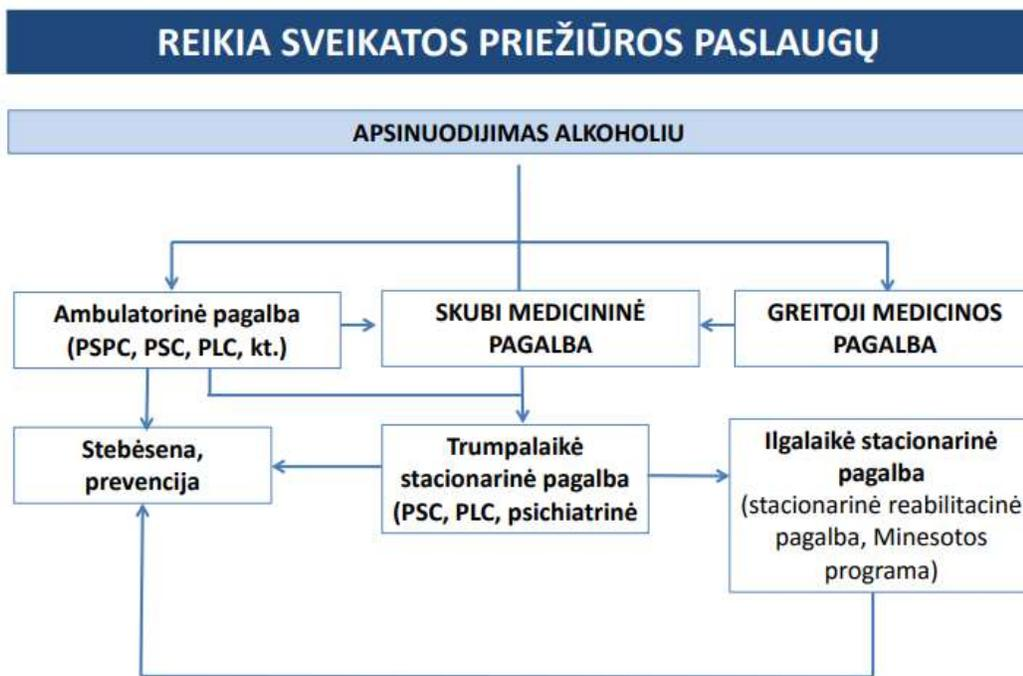 REIKIA SVEIKATOS PRIEŽIŪROS PASLAUGŲ
APSINUODIJIMAS ALKOHOLIU
Ambulatorinė pagalba
(PSPC, PSC, PLC, kt.)
SKUBI MEDICININĖ
PAGALBA
GREITOJI MEDICINOS
PAGALBA
Stebėsena,
prevencija
Trumpalaikė
stacionarinė pagalba
(PSC, PLC, psichiatrinė
Ilgalaikė stacionarinė
pagalba
(stacionarinė reabilitacinė
pagalba, Minesotos
programa)